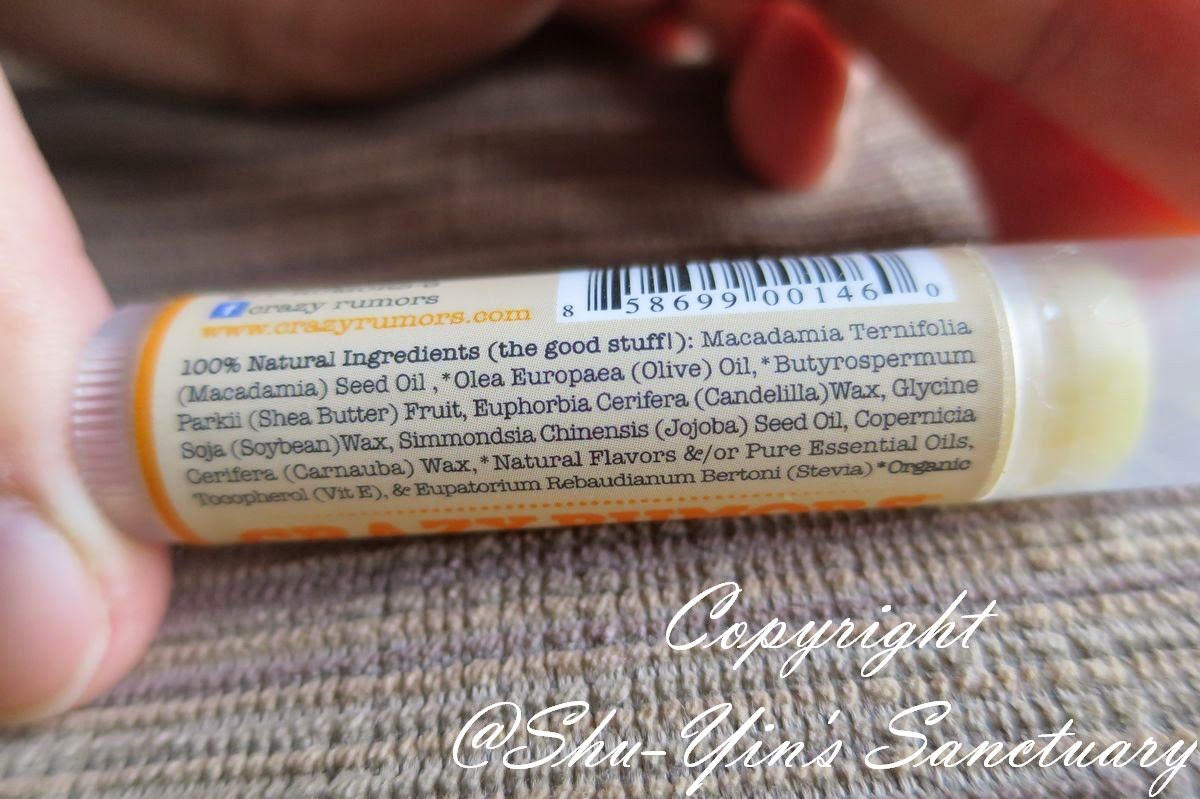 crazy rumors
www.crazyrumors.com
8 58699 00146 0
100% Natural Ingredients (the good stuff!): Macadamia Ternifolia
(Macadamia) Seed Oil ,*Olea Europaea (Olive) Oil,*Butyrospermum
Parkii (Shea Butter) Fruit, Euphorbia Cerifera (Candelilla)Wax, Glycine
Soja (Soybean)Wax, Simmondsia Chinensis (Jojoba) Seed Oil, Copernicia
Cerifera (Carnauba) Wax,*Natural Flavors &/or Pure Essential Oils,
Tocopherol (Vit E), & Eupatorium Rebaudianum Bertoni (Stevia)*Organic
CRAZY RUMORS
Copyright
@Shu-Yin's Sanctuary